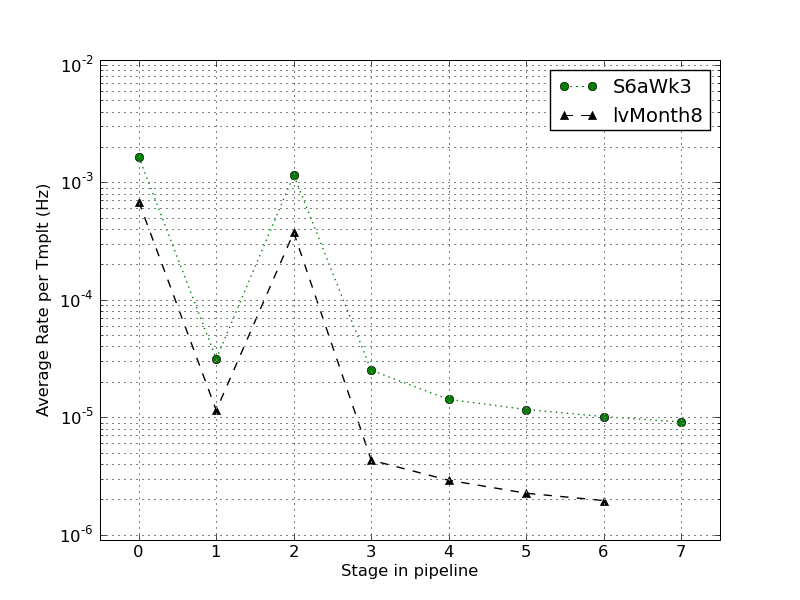 10^-2
S6aWk3
lvMonth8
10^-3
Average Rate per Tmplt (Hz)
10^-4
10^-5
10^-6
0 1 2 3 4 5 6 7
Stage in pipeline